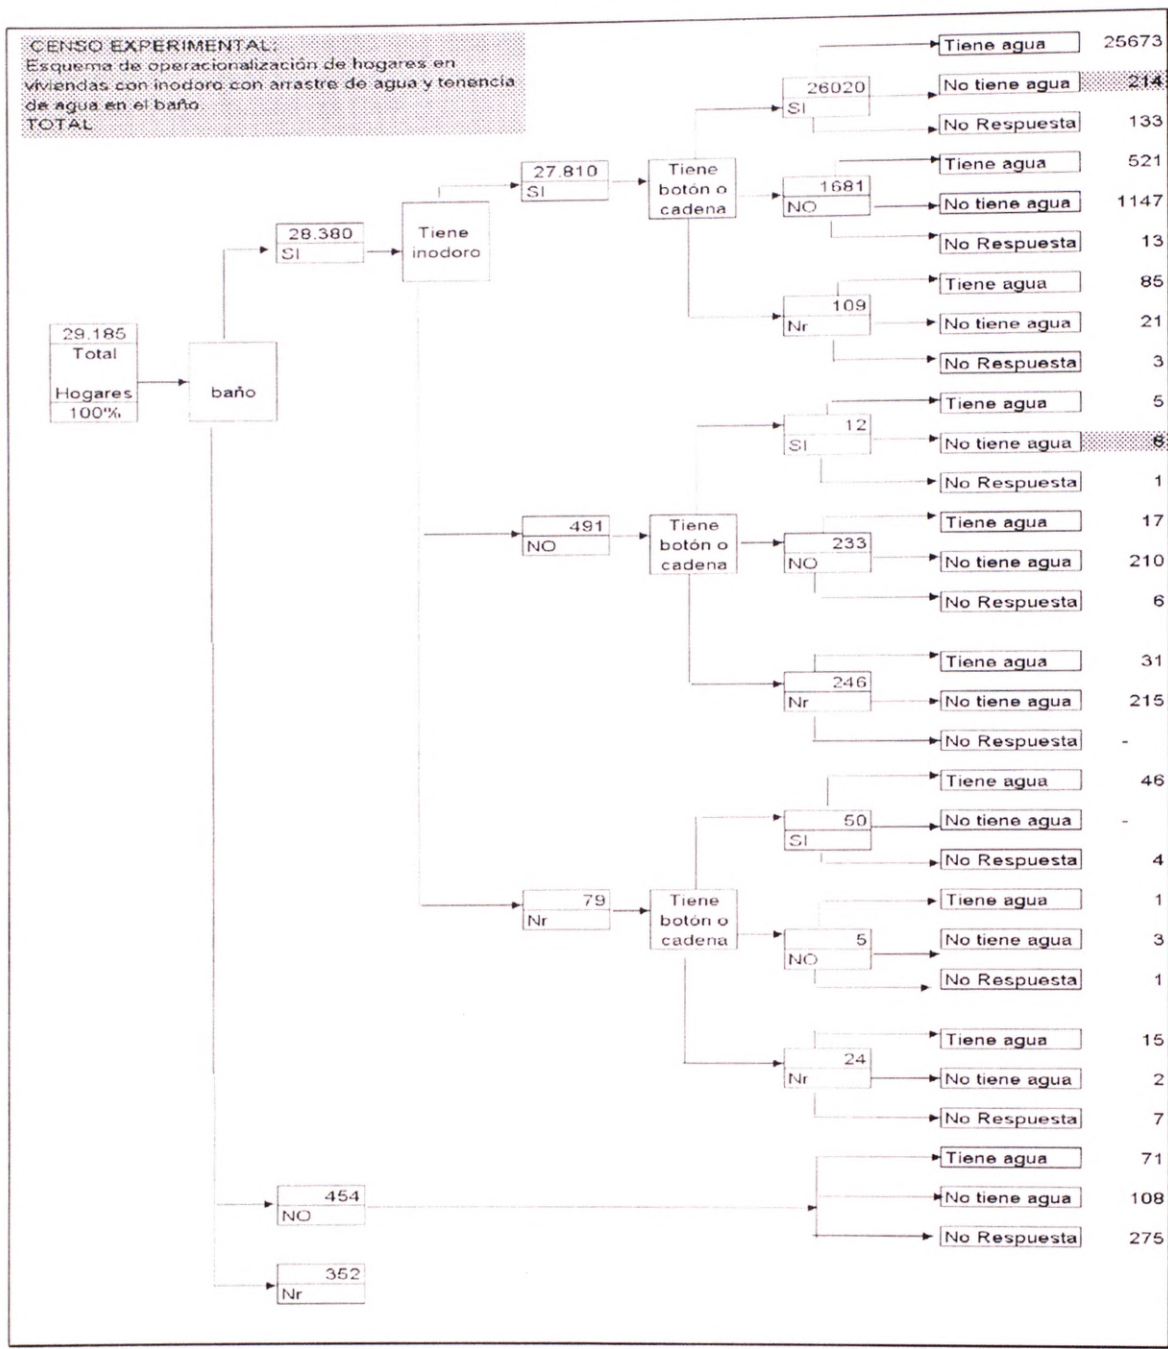 CENSO EXPERIMENTAL:
Esquema de operacionalización de hogares en
viviendas con inodoro con arrastre de agua y tenencia
de agua en el baño
TOTAL
29.185
Total
Hogares
100%
baño
28.380
SI
Tiene
inodoro
27.810
SI
Tiene
botón o
cadena
26020
SI
Tiene agua 25673
No tiene agua 214
No Respuesta 133
1681
NO
Tiene agua 521
No tiene agua 1147
No Respuesta 13
109
Nr
Tiene agua 85
No tiene agua 21
No Respuesta 3
491
NO
Tiene
botón o
cadena
12
SI
Tiene agua 5
No tiene agua 6
No Respuesta 1
233
NO
Tiene agua 17
No tiene agua 210
No Respuesta 6
246
Nr
Tiene agua 31
No tiene agua 215
No Respuesta -
79
Nr
Tiene
botón o
cadena
50
SI
Tiene agua 46
No tiene agua -
No Respuesta 4
5
NO
Tiene agua 1
No tiene agua 3
No Respuesta 1
24
Nr
Tiene agua 15
No tiene agua 2
No Respuesta 7
454
NO
Tiene agua 71
No tiene agua 108
No Respuesta 275
352
Nr